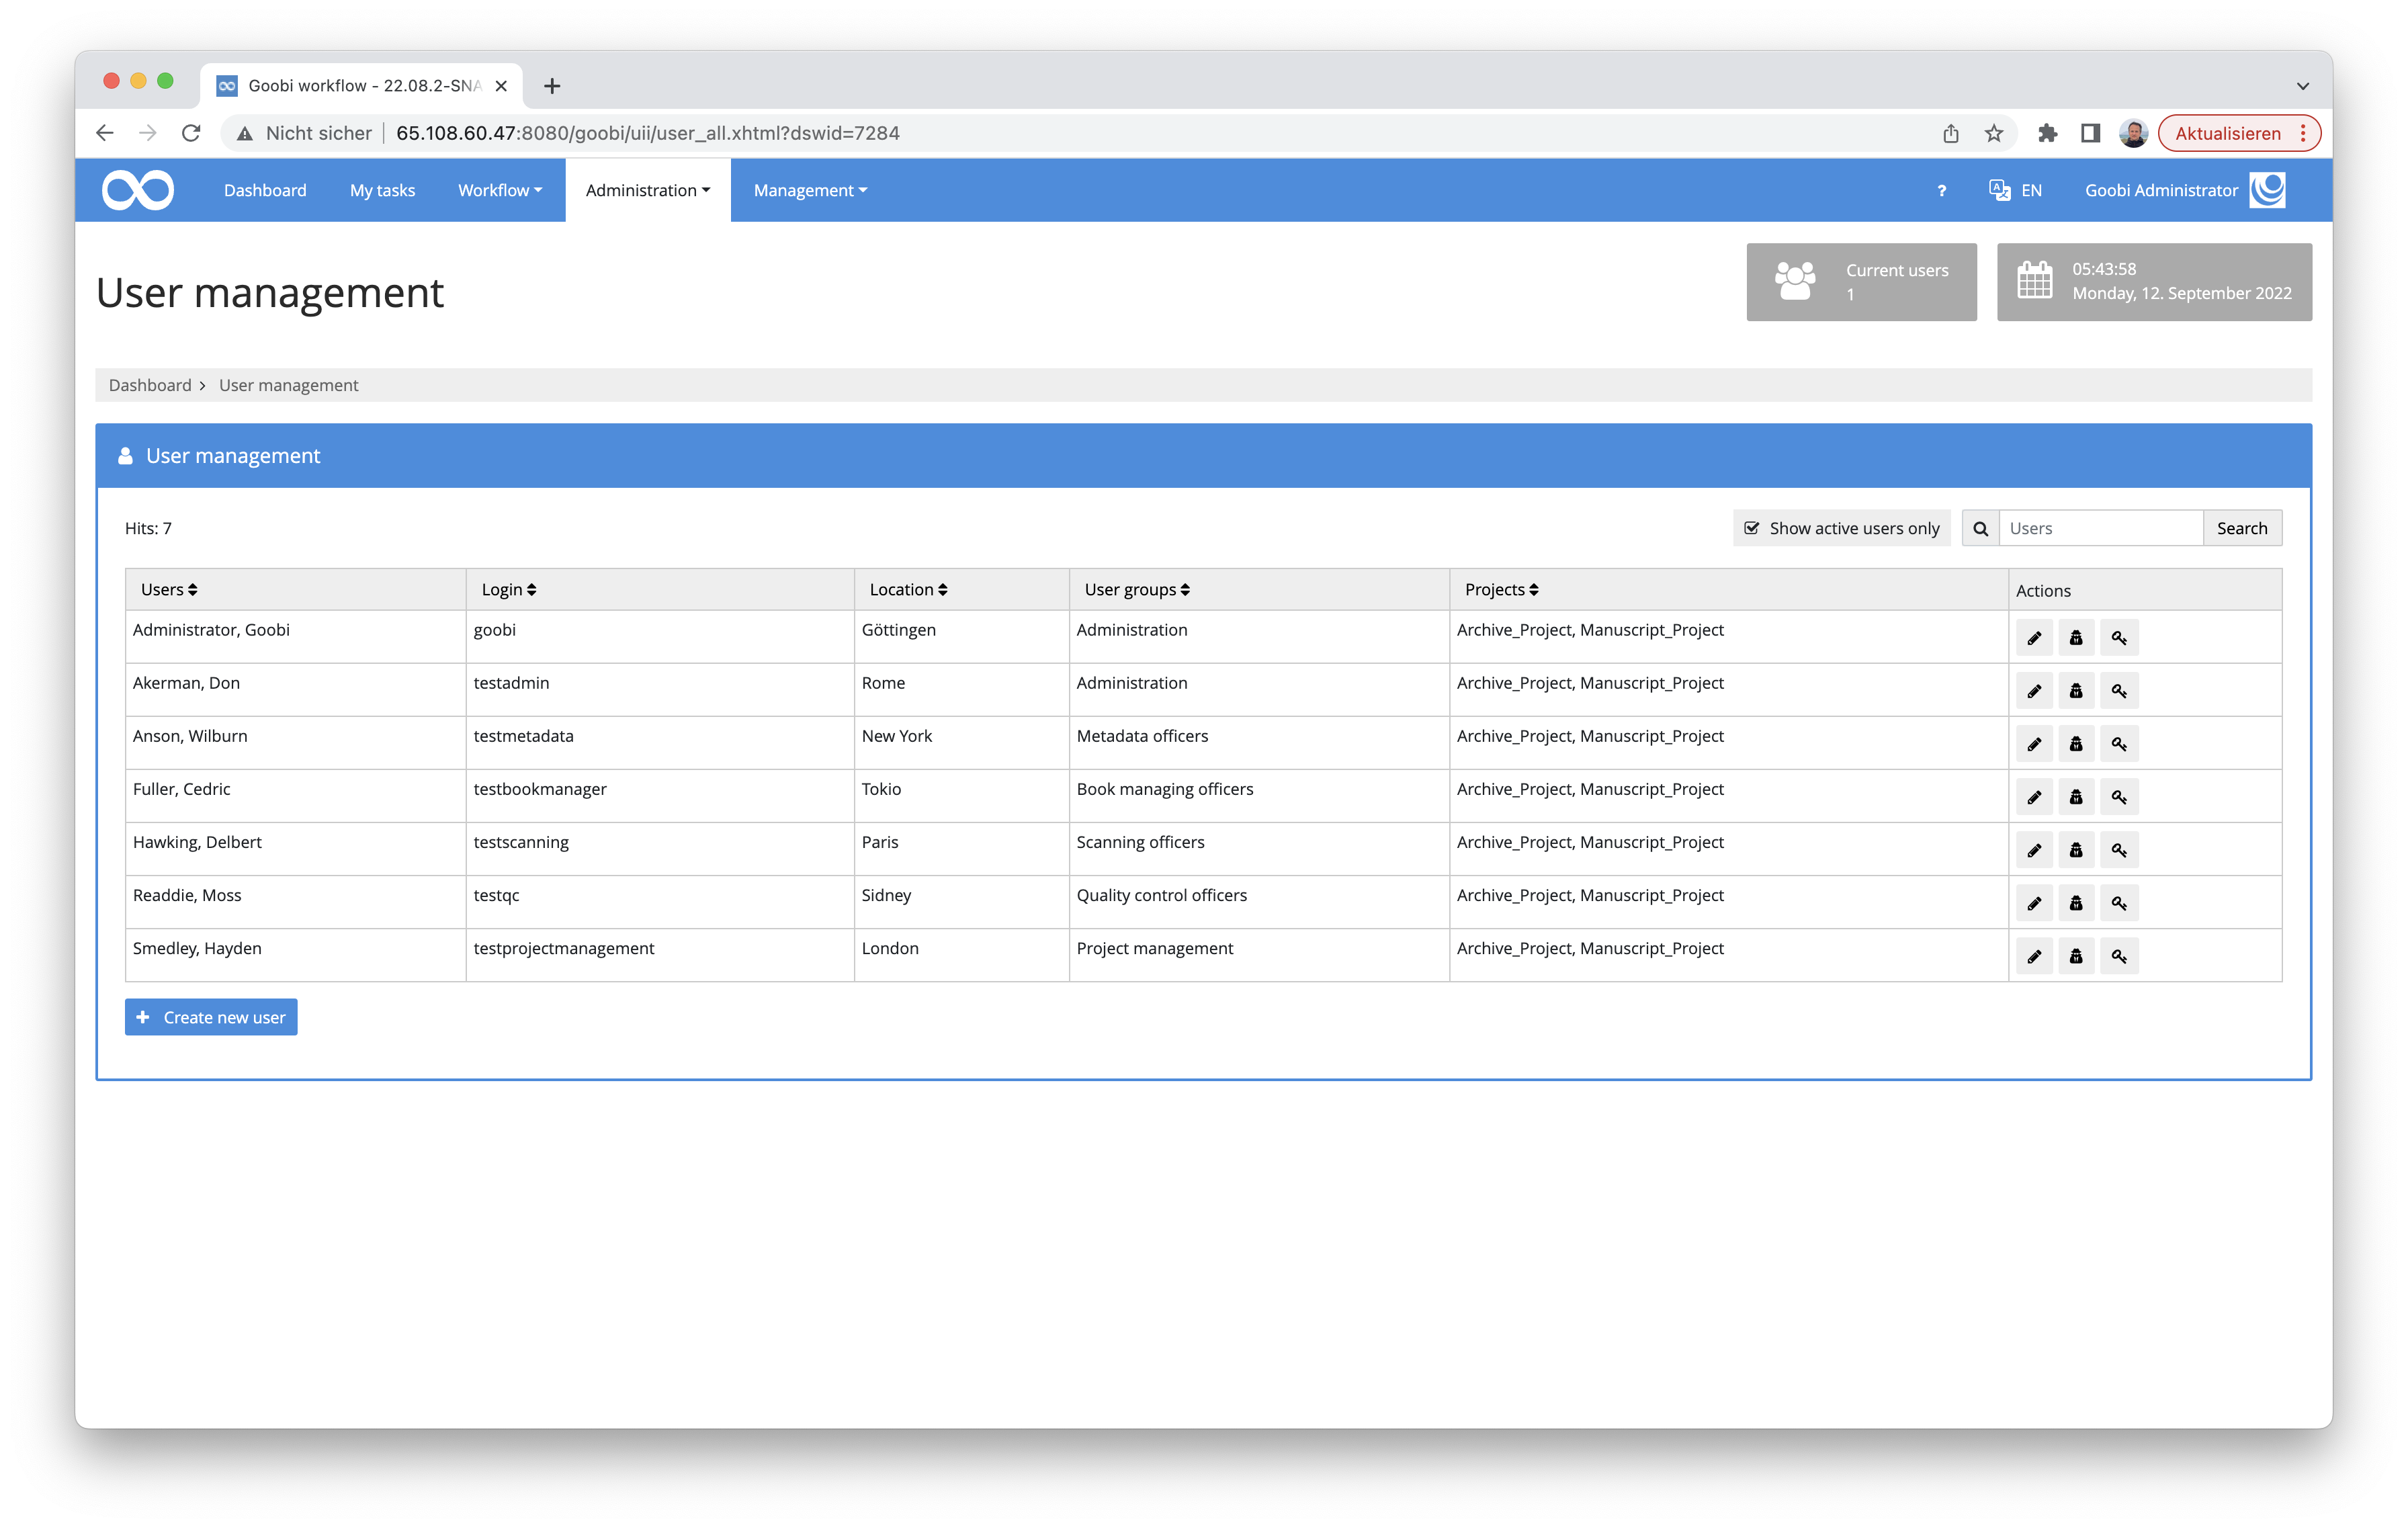 Goobi workflow - 22.08.2-SNA
Nicht sicher 65.108.60.47:8080/goobi/uii/user_all.xhtml?dswid=7284 Aktualisieren
Dashboard My tasks Workflow Administration Management ? EN Goobi Administrator
User management
Current users
1
05:43:58
Monday, 12. September 2022
Dashboard > User management
User management
Hits: 7 Show active users only Users Search
Users Login Location User groups Projects Actions
Administrator, Goobi goobi Göttingen Administration Archive_Project, Manuscript_Project
Akerman, Don testadmin Rome Administration Archive_Project, Manuscript_Project
Anson, Wilburn testmetadata New York Metadata officers Archive_Project, Manuscript_Project
Fuller, Cedric testbookmanager Tokio Book managing officers Archive_Project, Manuscript_Project
Hawking, Delbert testscanning Paris Scanning officers Archive_Project, Manuscript_Project
Readdie, Moss testqc Sidney Quality control officers Archive_Project, Manuscript_Project
Smedley, Hayden testprojectmanagement London Project management Archive_Project, Manuscript_Project
+ Create new user